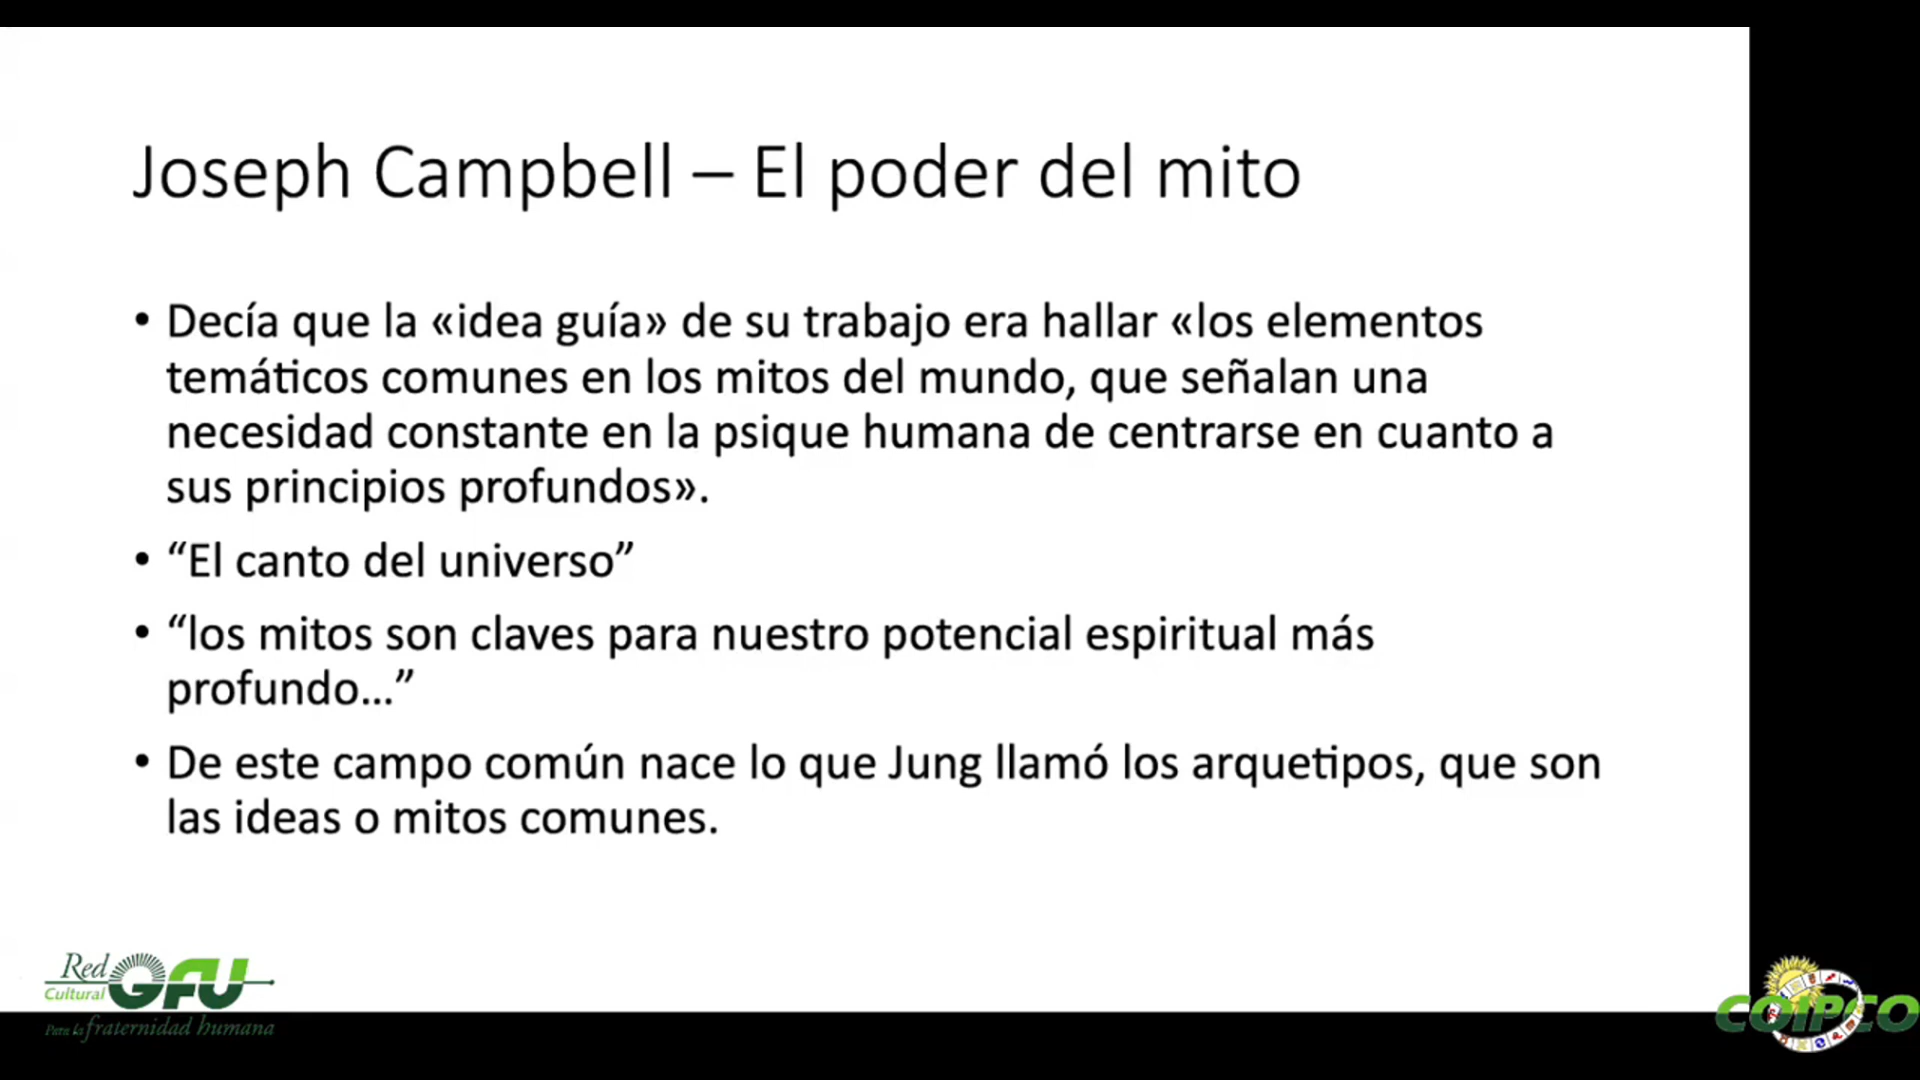 Joseph Campbell – El poder del mito
• Decía que la «idea guía» de su trabajo era hallar «los elementos
temáticos comunes en los mitos del mundo, que señalan una
necesidad constante en la psique humana de centrarse en cuanto a
sus principios profundos».
• “El canto del universo”
• “los mitos son claves para nuestro potencial espiritual más
profundo...”
• De este campo común nace lo que Jung llamó los arquetipos, que son
las ideas o mitos comunes.
Red
Cultural GFU
Para la fraternidad humana
COIPCO